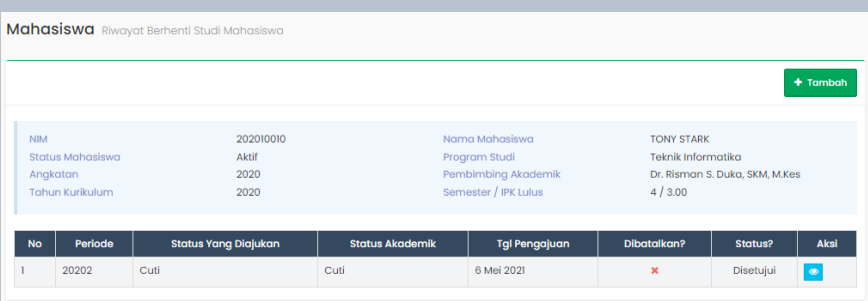 Mahasiswa Riwayat Berhenti Studi Mahasiswa
+ Tambah
NIM 202010010 Nama Mahasiswa TONY STARK
Status Mahasiswa Aktif Program Studi Teknik Informatika
Angkatan 2020 Pembimbing Akademik Dr. Risman S. Duka, SKM, M.Kes
Tahun Kurikulum 2020 Semester / IPK Lulus 4 / 3.00
No Periode Status Yang Diajukan Status Akademik Tgl Pengajuan Dibatalkan? Status? Aksi
1 20202 Cuti Cuti 6 Mei 2021 Disetujui